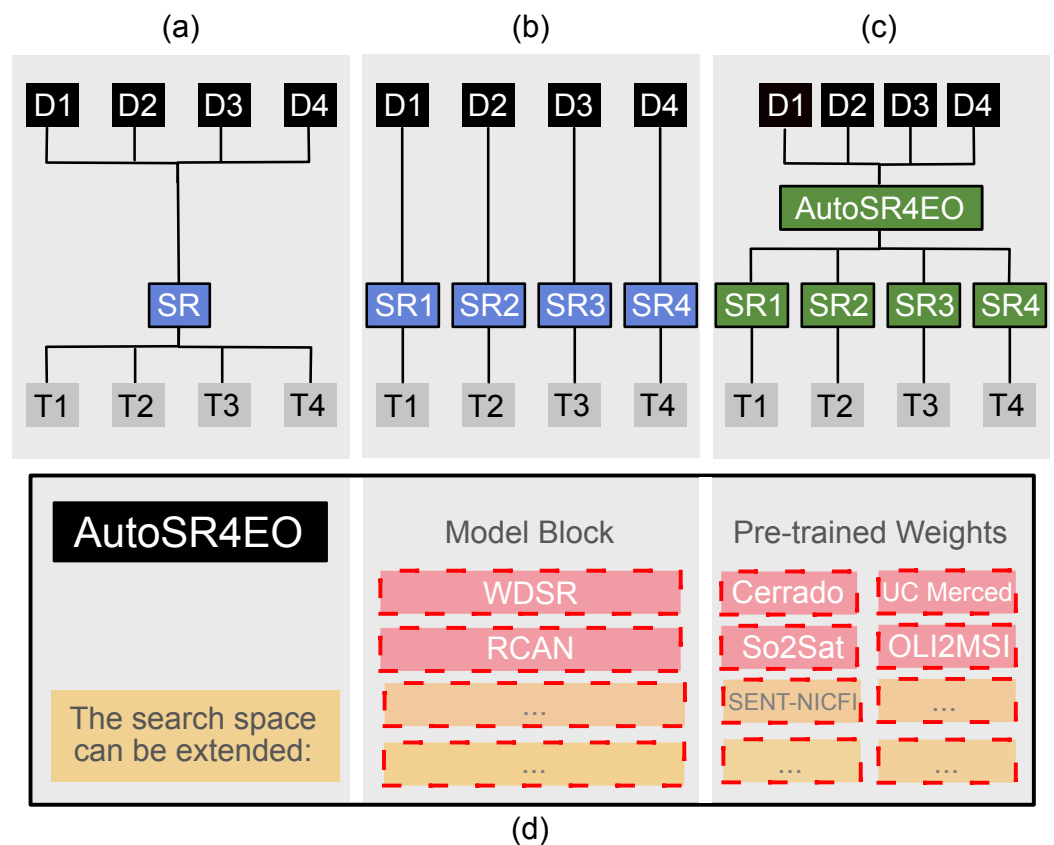 (a) (b) (c)
D1 D2 D3 D4 D1 D2 D3 D4 D1 D2 D3 D4
AutoSR4EO
SR SR1 SR2 SR3 SR4 SR1 SR2 SR3 SR4
T1 T2 T3 T4 T1 T2 T3 T4 T1 T2 T3 T4
AutoSR4EO
The search space
can be extended:
Model Block
WDSR
RCAN
...
...
Pre-trained Weights
Cerrado UC Merced
So2Sat OLI2MSI
SENT-NICFI ...
... ...
(d)